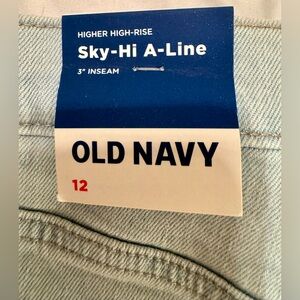 HIGHER HIGH-RISE
Sky-Hi A-Line
3" INSEAM
OLD NAVY
12